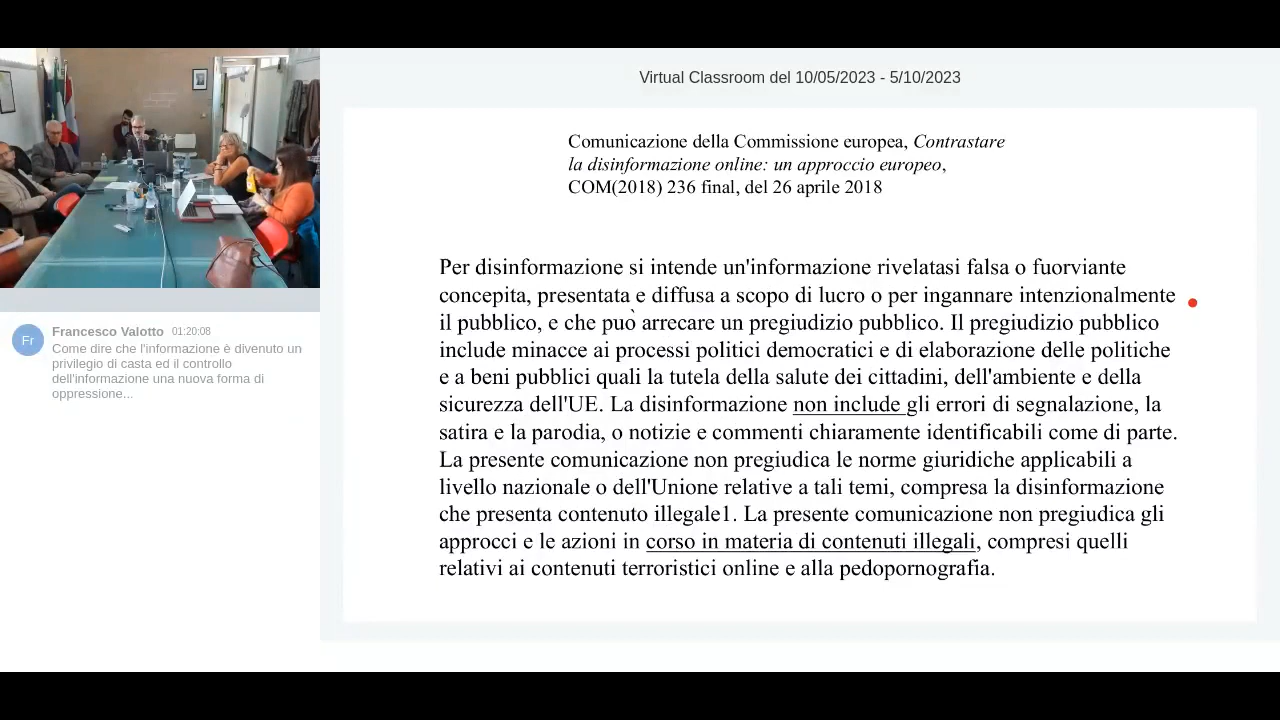 Virtual Classroom del 10/05/2023 - 5/10/2023
Comunicazione della Commissione europea, Contrastare
la disinformazione online: un approccio europeo,
COM(2018) 236 final, del 26 aprile 2018
Per disinformazione si intende un'informazione rivelatasi falsa o fuorviante
concepita, presentata e diffusa a scopo di lucro o per ingannare intenzionalmente
il pubblico, e che può arrecare un pregiudizio pubblico. Il pregiudizio pubblico
include minacce ai processi politici democratici e di elaborazione delle politiche
e a beni pubblici quali la tutela della salute dei cittadini, dell'ambiente e della
sicurezza dell'UE. La disinformazione non include gli errori di segnalazione, la
satira e la parodia, o notizie e commenti chiaramente identificabili come di parte.
La presente comunicazione non pregiudica le norme giuridiche applicabili a
livello nazionale o dell'Unione relative a tali temi, compresa la disinformazione
che presenta contenuto illegale1. La presente comunicazione non pregiudica gli
approcci e le azioni in corso in materia di contenuti illegali, compresi quelli
relativi ai contenuti terroristici online e alla pedopornografia.
Fr
Francesco Valotto 01:20:08
Come dire che l'informazione è divenuto un
privilegio di casta ed il controllo
dell'informazione una nuova forma di
oppressione...